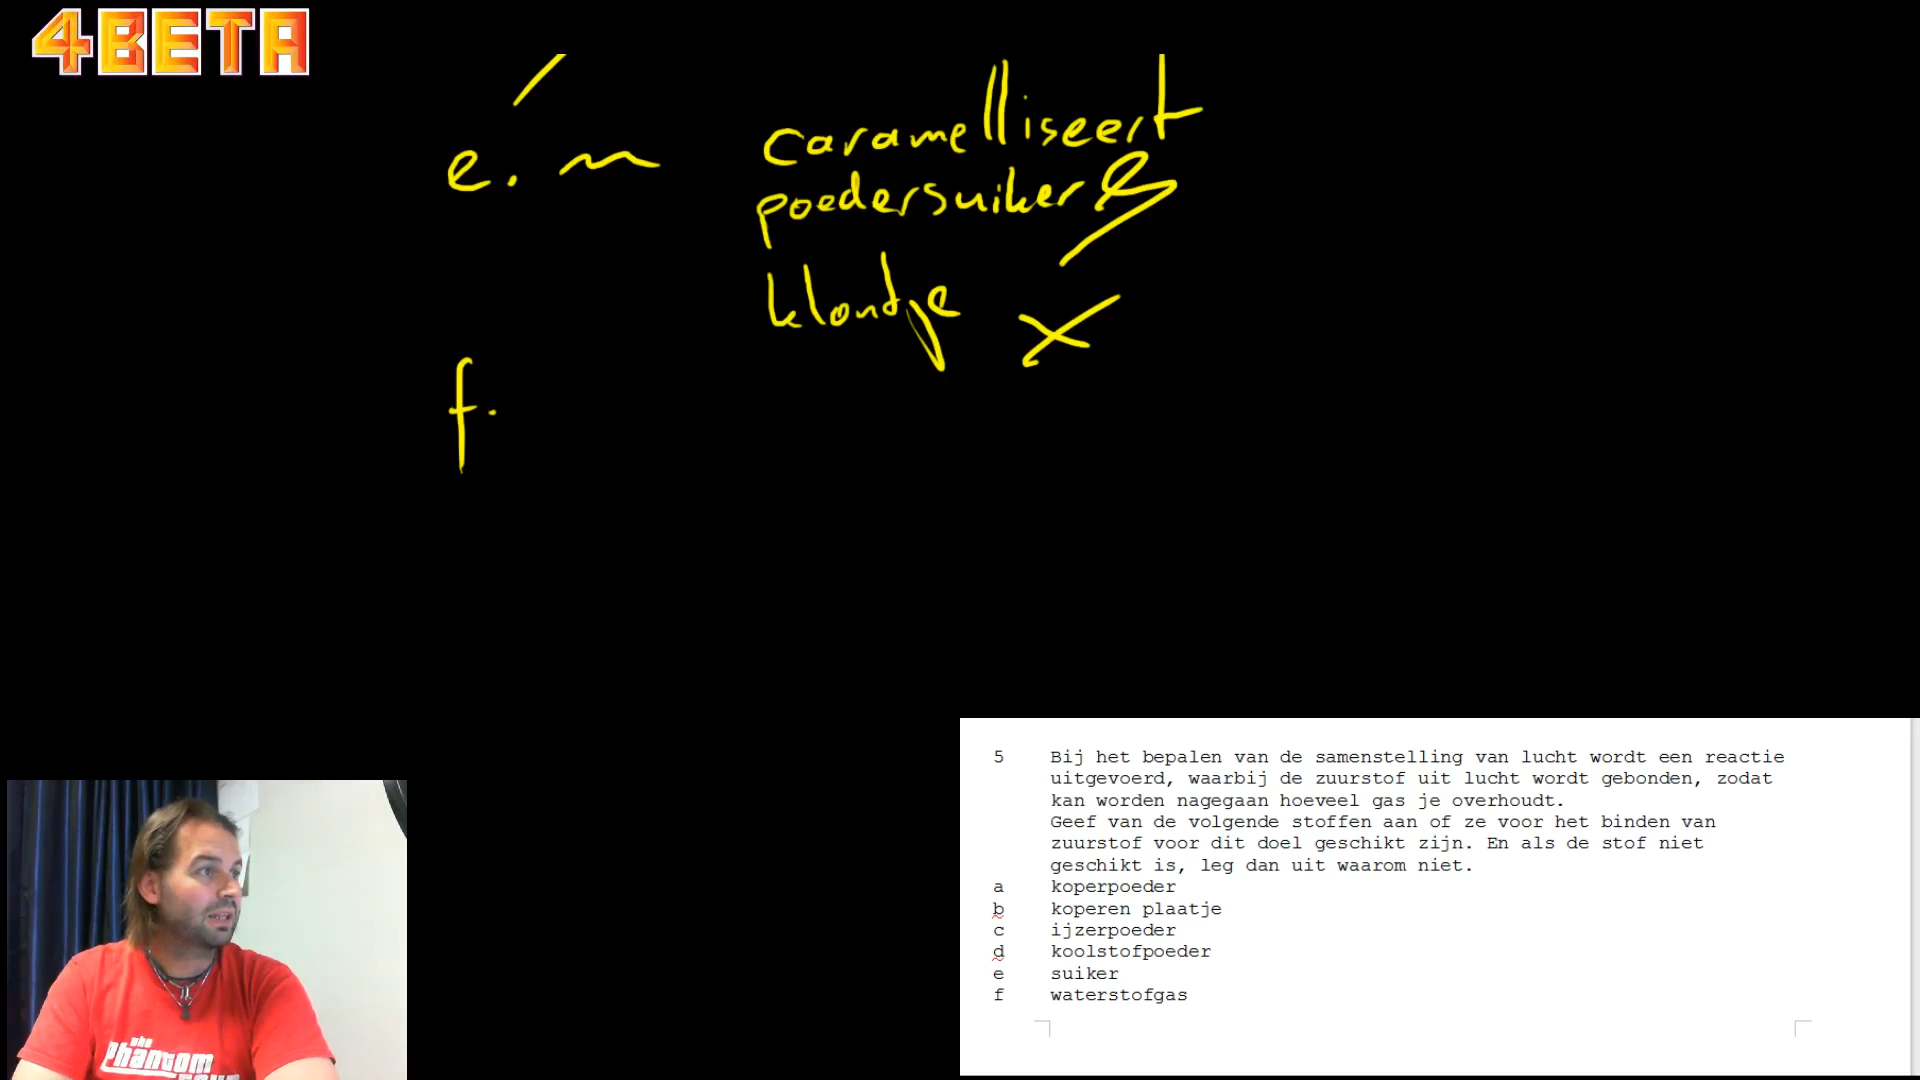 4BETA
caramelliseert
e. ~
poedersuiker
klontje X
f.
5 Bij het bepalen van de samenstelling van lucht wordt een reactie
uitgevoerd, waarbij de zuurstof uit lucht wordt gebonden, zodat
kan worden nagegaan hoeveel gas je overhoudt.
Geef van de volgende stoffen aan of ze voor het binden van
zuurstof voor dit doel geschikt zijn. En als de stof niet
geschikt is, leg dan uit waarom niet.
a koperpoeder
b koperen plaatje
c ijzerpoeder
d koolstofpoeder
e suiker
f waterstofgas
the
Phantom